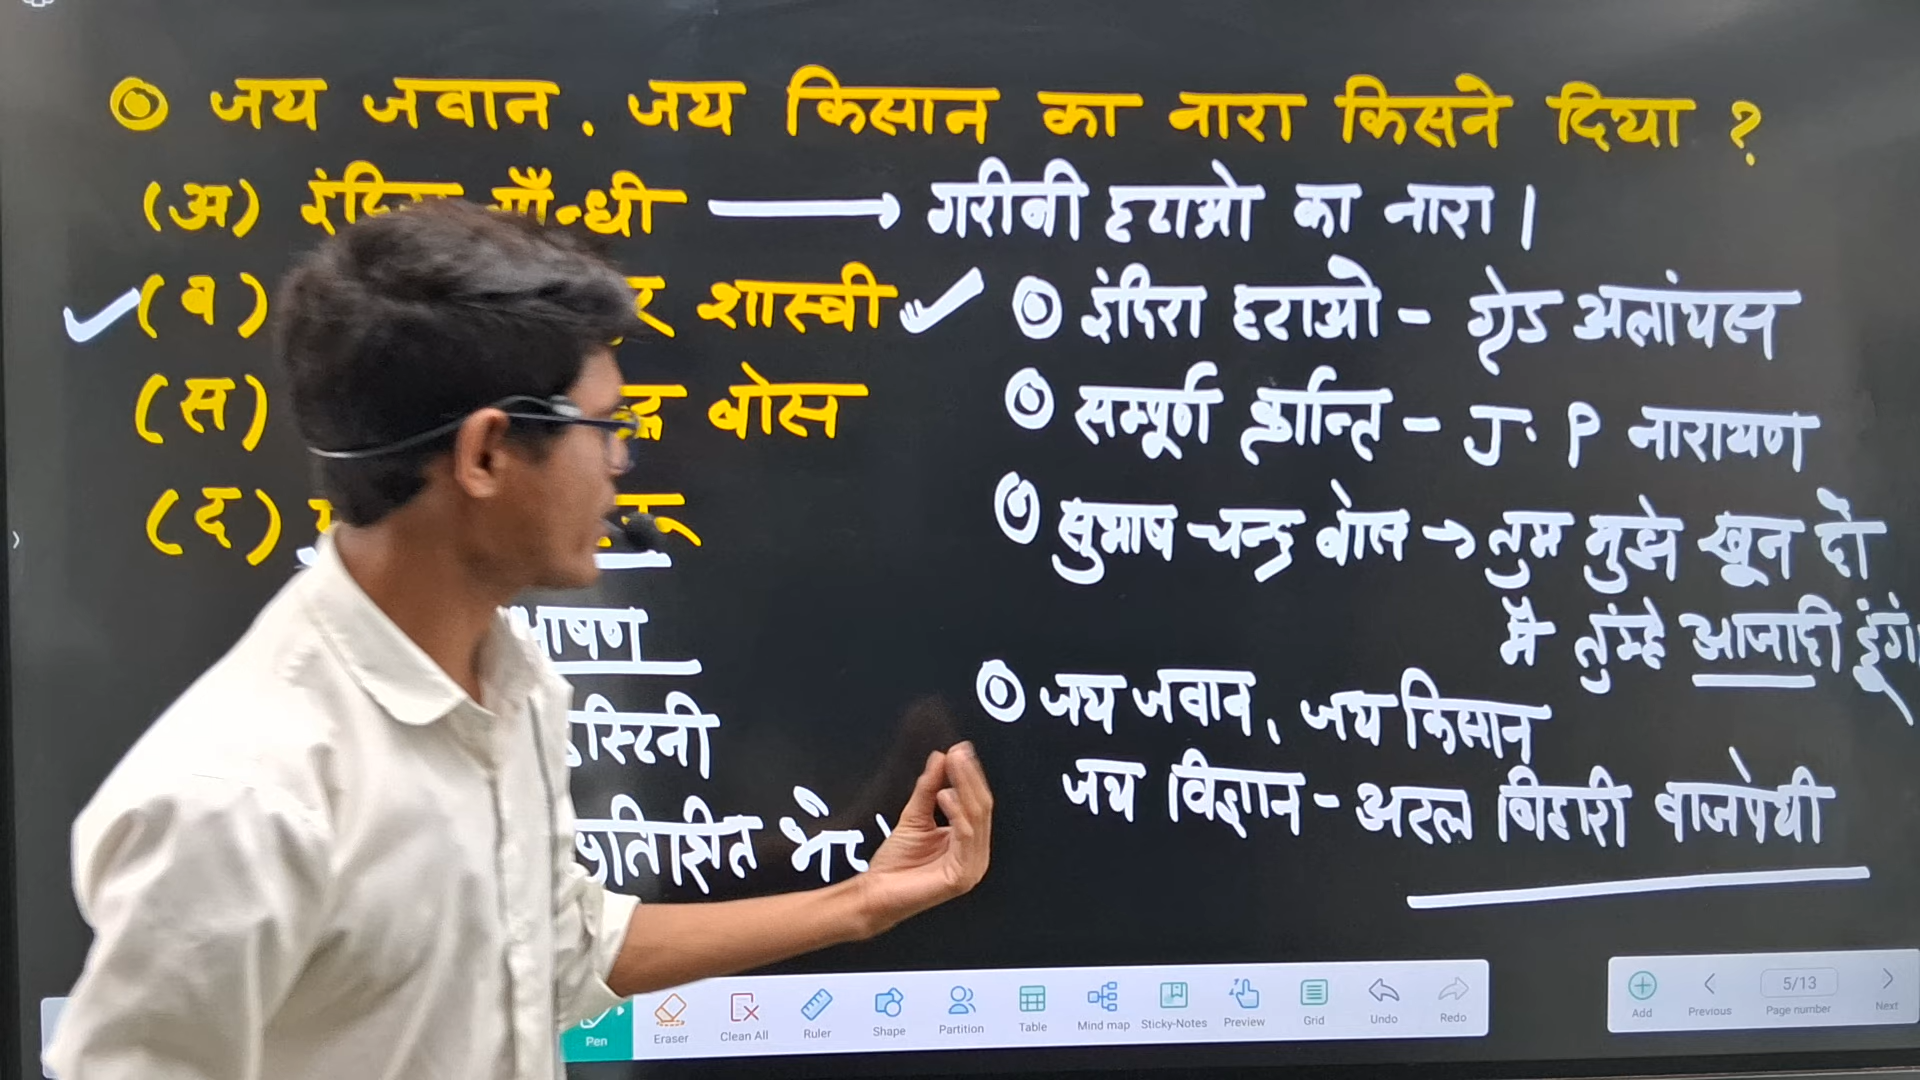 जय जवान, जय किसान का नारा किसने दिया ?
(अ) इंदिरा गाँन्धी → गरीबी हटाओ का नारा।
(ब) शास्त्री
इंदिरा हटाओ - ग्रेंड अलांयस
(स) बोस
सम्पूर्ण क्रान्ति - J. P नारायण
(द)
सुभाष चन्द्र बोस → तुम मुझे खून दो
मैं तुंम्हे आजादी दूंगा
भाषण
जय जवान, जय किसान
जय विज्ञान - अटल बिहारी वाजपेयी
Pen
Eraser
Clean All
Ruler
Shape
Partition
Table
Mind map
Sticky-Notes
Preview
Grid
Undo
Redo
Add
Previous
5/13
Page number
Next